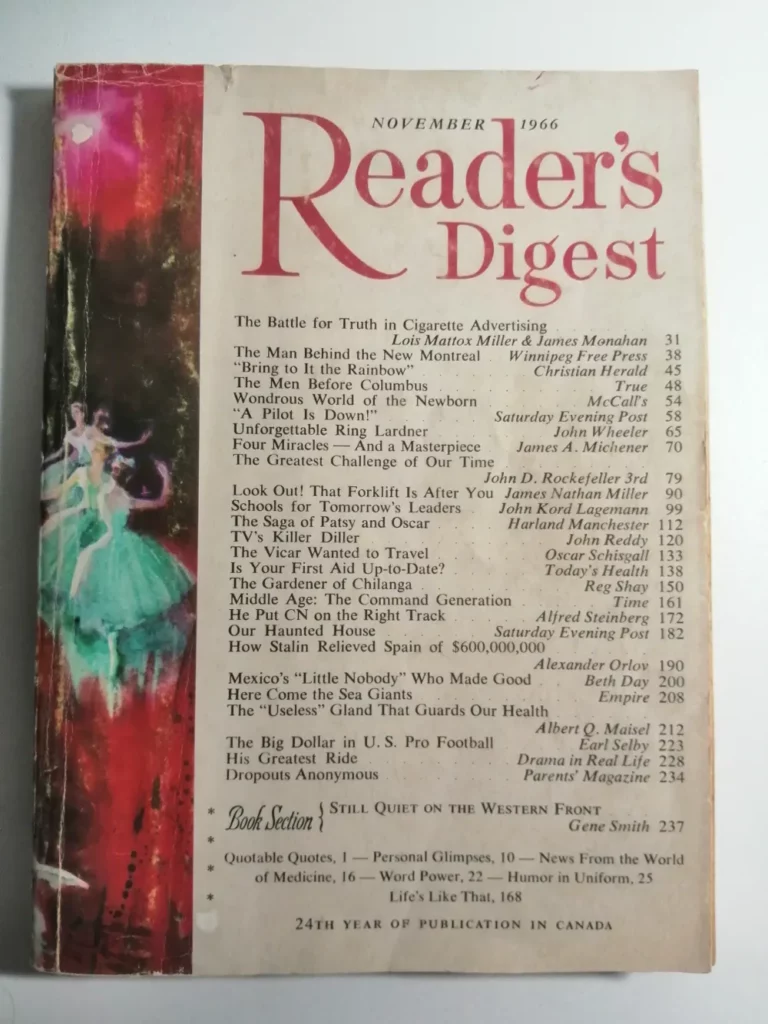 NOVEMBER 1966
Reader's
Digest
The Battle for Truth in Cigarette Advertising
Lois Mattox Miller & James Monahan 31
The Man Behind the New Montreal . Winnipeg Free Press 38
"Bring to It the Rainbow" . . . . Christian Herald 45
The Men Before Columbus . . . . . . True 48
Wondrous World of the Newborn . . . McCall's 54
"A Pilot Is Down!" . . . Saturday Evening Post 58
Unforgettable Ring Lardner . . . . John Wheeler 65
Four Miracles — And a Masterpiece James A. Michener 70
The Greatest Challenge of Our Time
John D. Rockefeller 3rd 79
Look Out! That Forklift Is After You James Nathan Miller 90
Schools for Tomorrow's Leaders . John Kord Lagemann 99
The Saga of Patsy and Oscar . . Harland Manchester 112
TV's Killer Diller . . . . . John Reddy 120
The Vicar Wanted to Travel . . . Oscar Schisgall 133
Is Your First Aid Up-to-Date? . . . Today's Health 138
The Gardener of Chilanga . . . . . Reg Shay 150
Middle Age: The Command Generation . . . Time 161
He Put CN on the Right Track . . Alfred Steinberg 172
Our Haunted House . . . Saturday Evening Post 182
How Stalin Relieved Spain of $600,000,000
Alexander Orlov 190
Mexico's "Little Nobody" Who Made Good . Beth Day 200
Here Come the Sea Giants . . . . . Empire 208
The "Useless" Gland That Guards Our Health
Albert Q. Maisel 212
The Big Dollar in U. S. Pro Football . . Earl Selby 223
His Greatest Ride . . . . Drama in Real Life 228
Dropouts Anonymous . . . . Parents' Magazine 234
* Book Section { STILL QUIET ON THE WESTERN FRONT
Gene Smith 237
*
Quotable Quotes, 1 — Personal Glimpses, 10 — News From the World
* of Medicine, 16 — Word Power, 22 — Humor in Uniform, 25
* Life's Like That, 168
24TH YEAR OF PUBLICATION IN CANADA